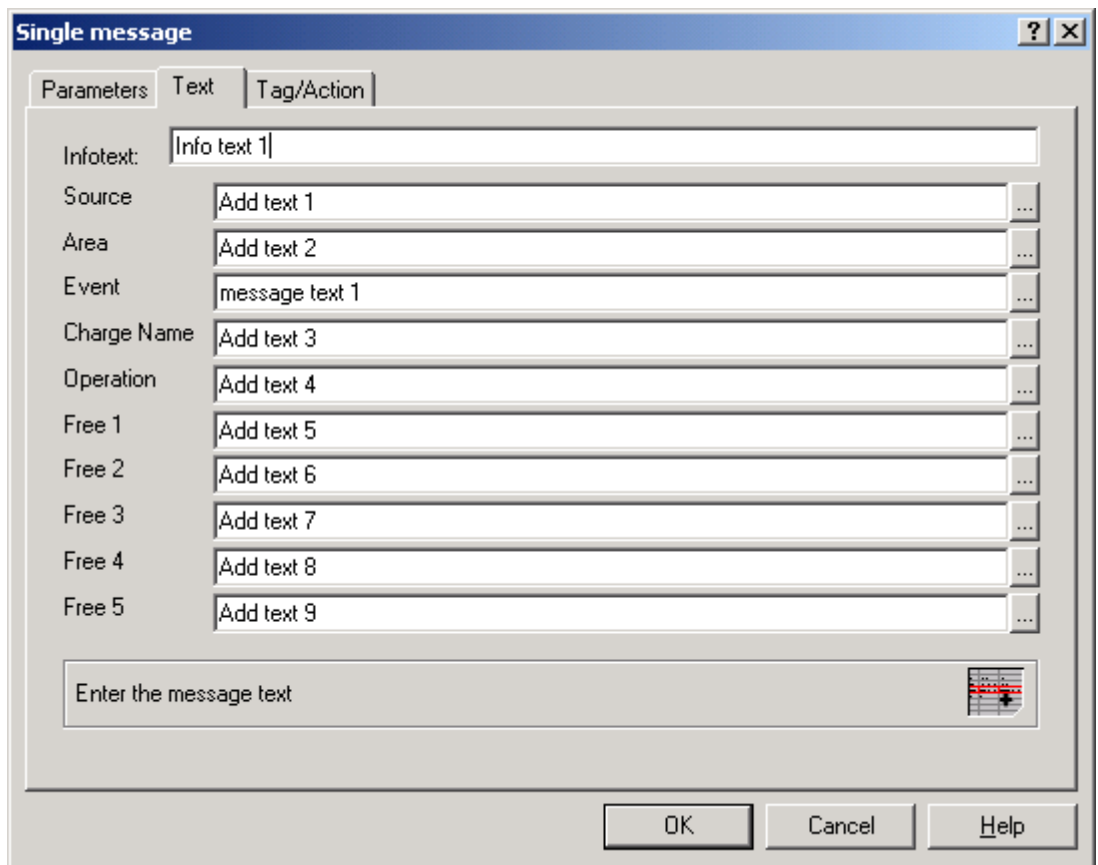 Single message
Parameters Text Tag/Action
Infotext: Info text 1
Source Add text 1 ...
Area Add text 2 ...
Event message text 1 ...
Charge Name Add text 3 ...
Operation Add text 4 ...
Free 1 Add text 5 ...
Free 2 Add text 6 ...
Free 3 Add text 7 ...
Free 4 Add text 8 ...
Free 5 Add text 9 ...
Enter the message text
OK Cancel Help